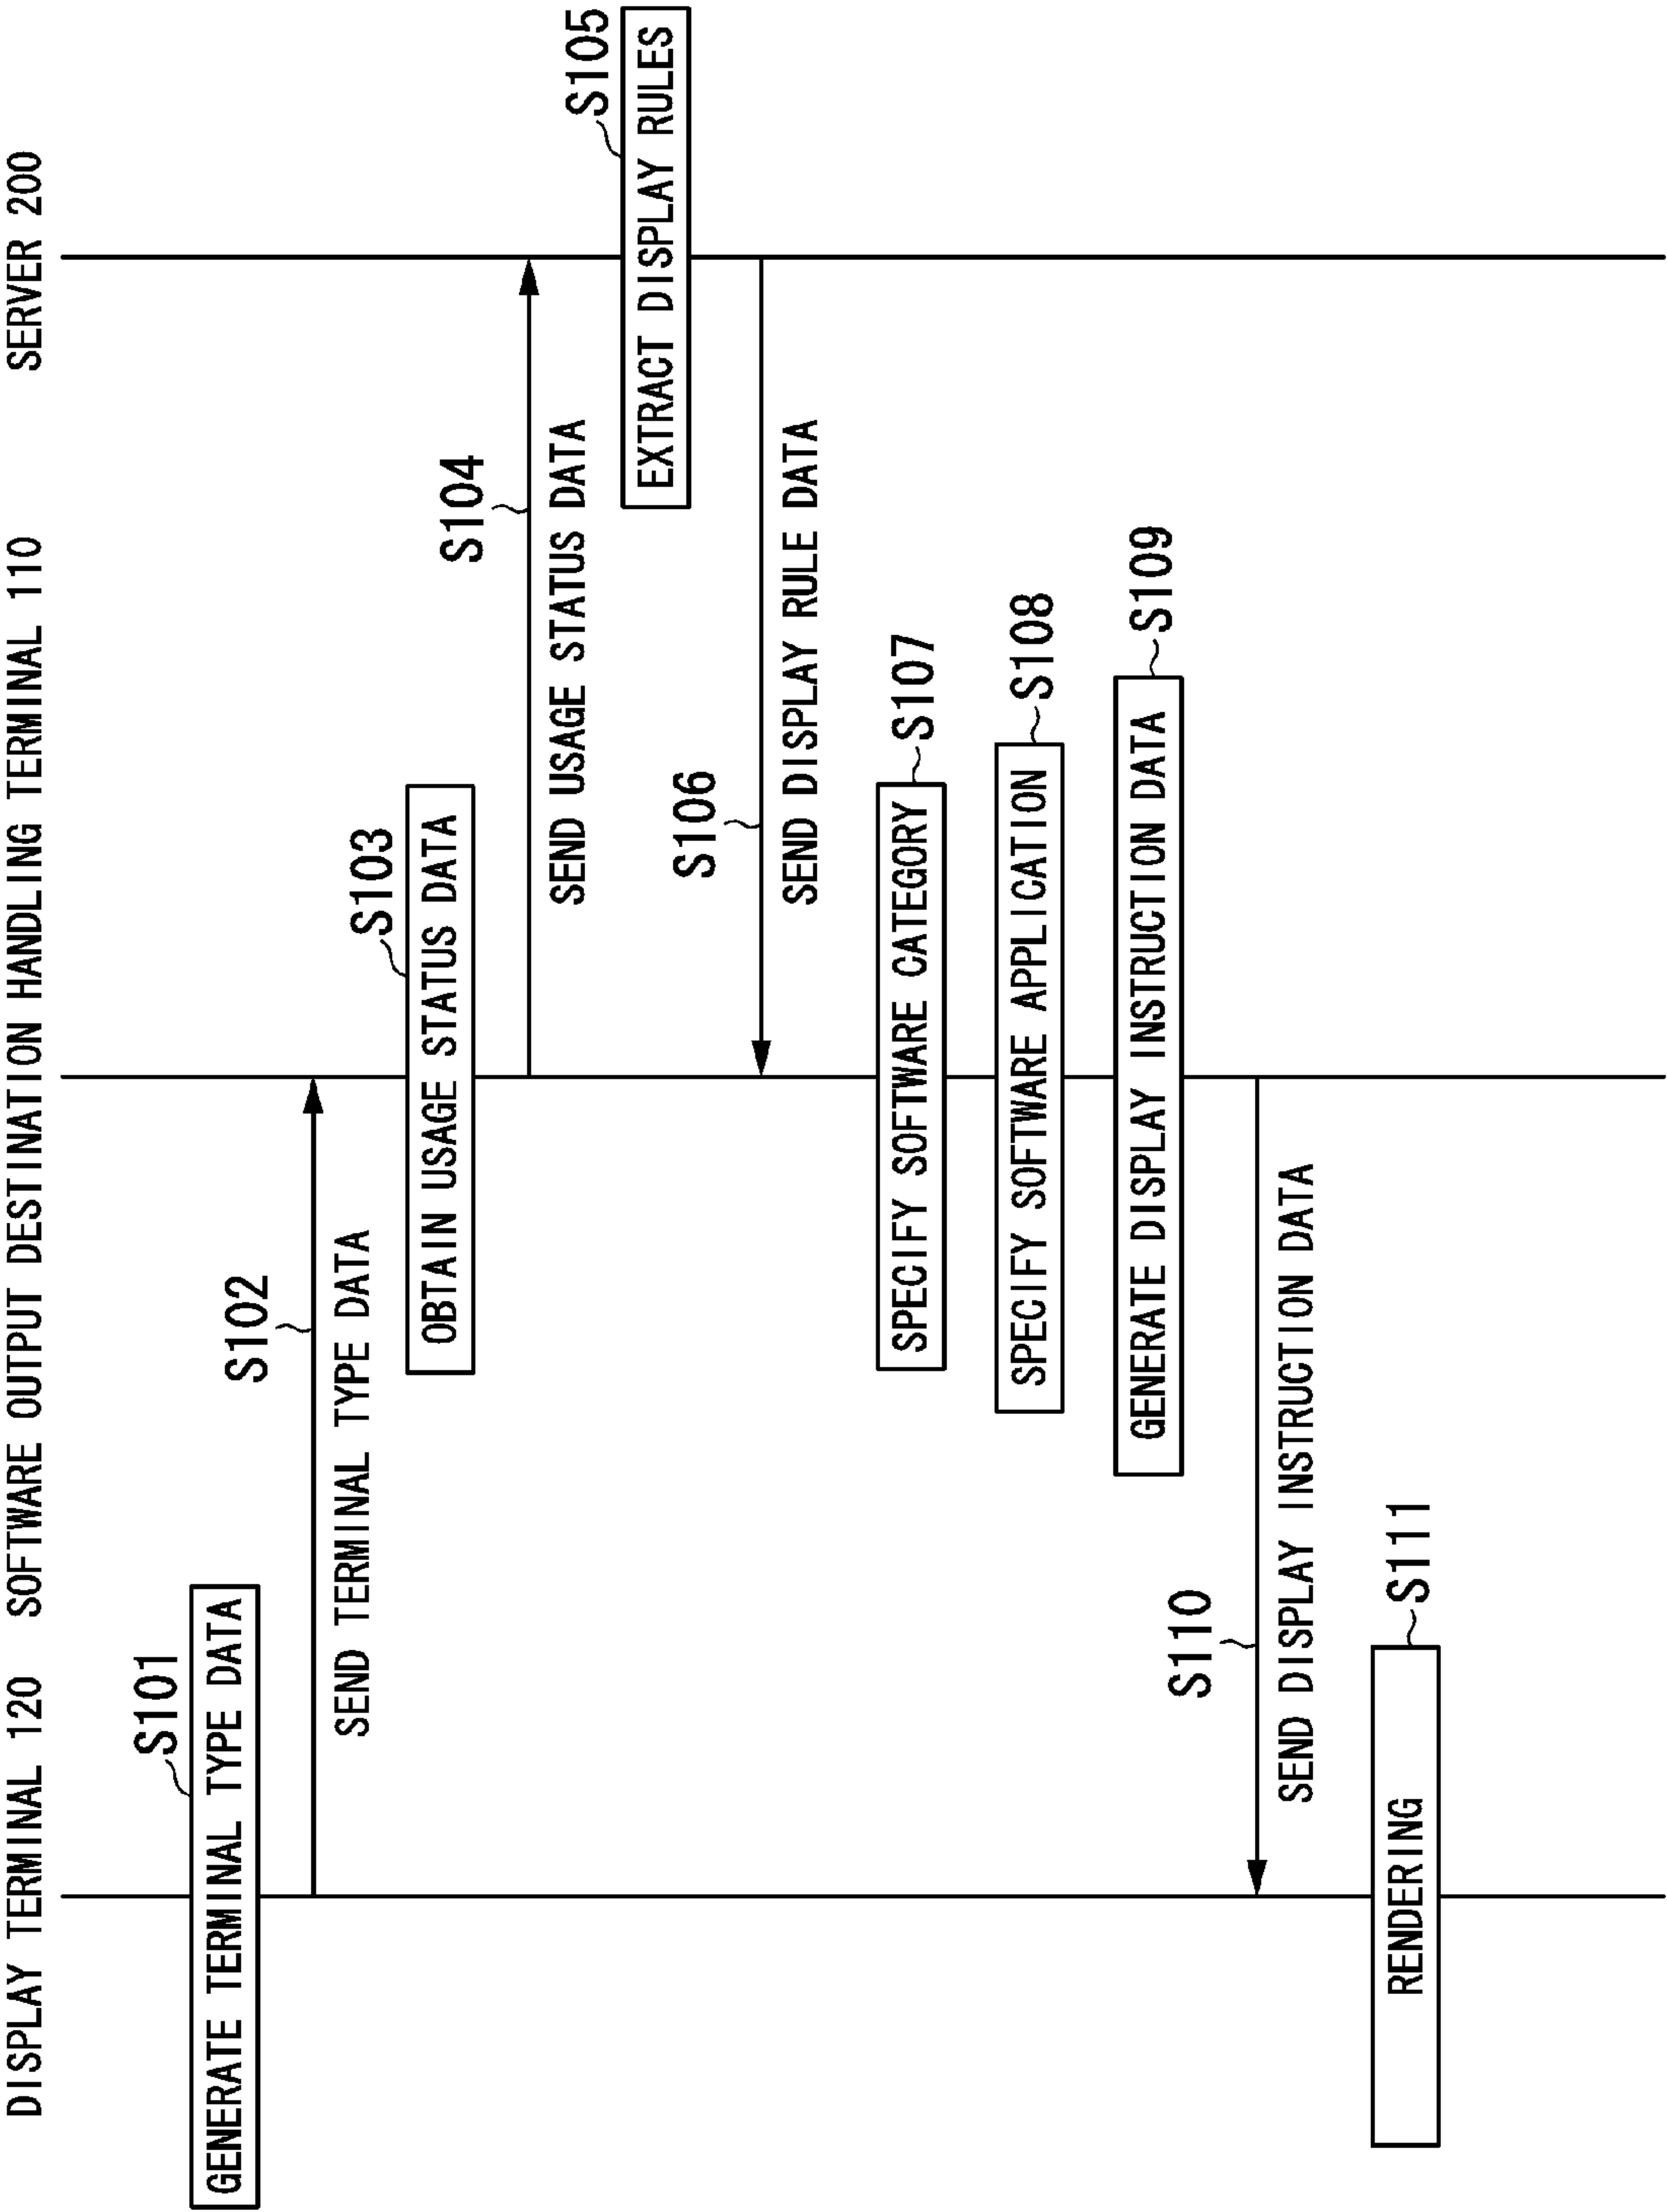 DISPLAY TERMINAL 120
SOFTWARE OUTPUT DESTINATION HANDLING TERMINAL 110
SERVER 200
S101
GENERATE TERMINAL TYPE DATA
S102
SEND TERMINAL TYPE DATA
S103
OBTAIN USAGE STATUS DATA
S104
SEND USAGE STATUS DATA
S105
EXTRACT DISPLAY RULES
S106
SEND DISPLAY RULE DATA
SPECIFY SOFTWARE CATEGORY
S107
SPECIFY SOFTWARE APPLICATION
S108
GENERATE DISPLAY INSTRUCTION DATA
S109
S110
SEND DISPLAY INSTRUCTION DATA
RENDERING
S111